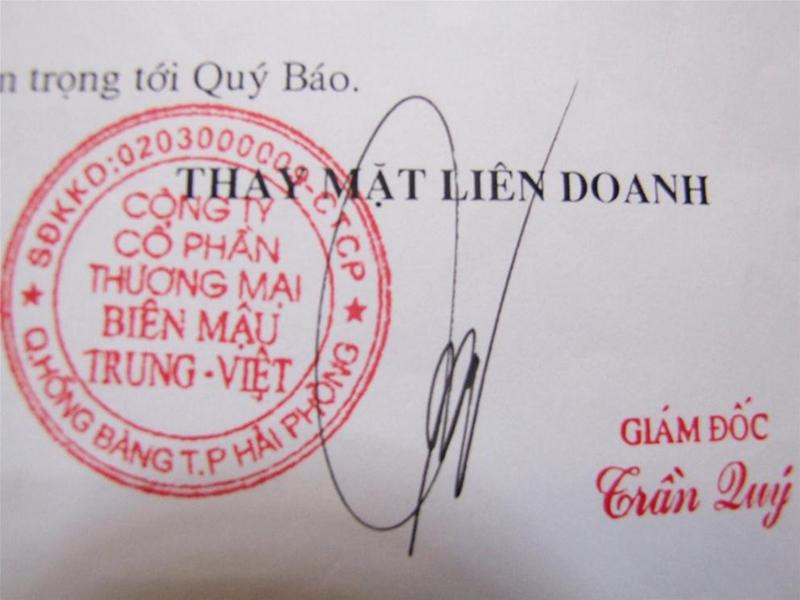 trọng tới Quý Báo.
THAY MẶT LIÊN DOANH
CÔNG TY
CỔ PHẦN
THƯƠNG MẠI
BIÊN MẬU
TRUNG - VIỆT
Q.HỒNG BÀNG T.P HẢI PHÒNG
GIÁM ĐỐC
Trần Quý